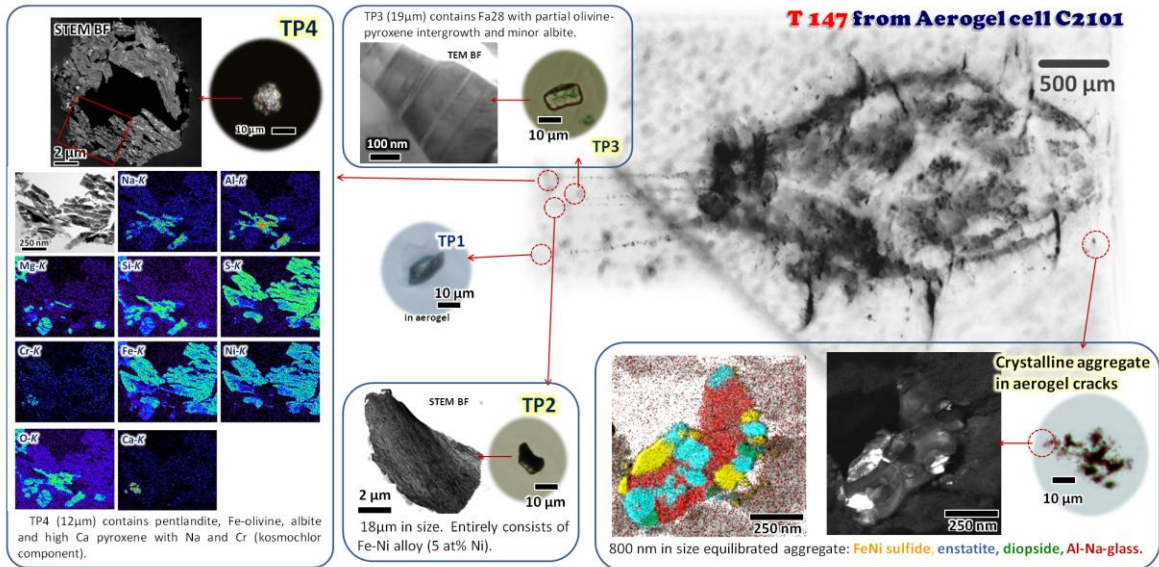 T 147 from Aerogel cell C2101
500 µm
STEM BF
TP4
2 µm
10 µm
Na-K
Al-K
250 nm
Mg-K
Si-K
S-K
Cr-K
Fe-K
Ni-K
O-K
Ca-K
TP4 (12µm) contains pentlandite, Fe-olivine, albite
and high Ca pyroxene with Na and Cr (kosmochlor
component).
TP3 (19µm) contains Fa28 with partial olivine-
pyroxene intergrowth and minor albite.
TEM BF
100 nm
10 µm
TP3
TP1
10 µm
in aerogel
STEM BF
TP2
2 µm
10 µm
18µm in size. Entirely consists of
Fe-Ni alloy (5 at% Ni).
Crystalline aggregate
in aerogel cracks
250 nm
250 nm
10 µm
800 nm in size equilibrated aggregate: FeNi sulfide, enstatite, diopside, Al-Na-glass.